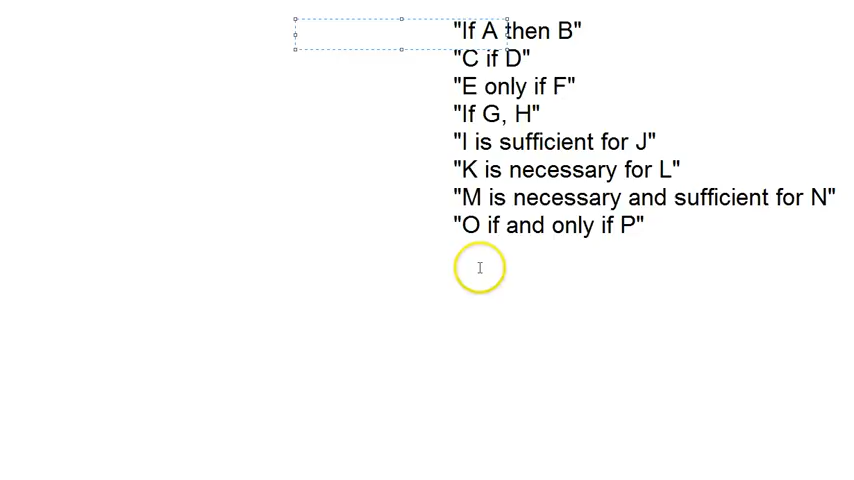 "If A then B"
"C if D"
"E only if F"
"If G, H"
"I is sufficient for J"
"K is necessary for L"
"M is necessary and sufficient for N"
"O if and only if P"